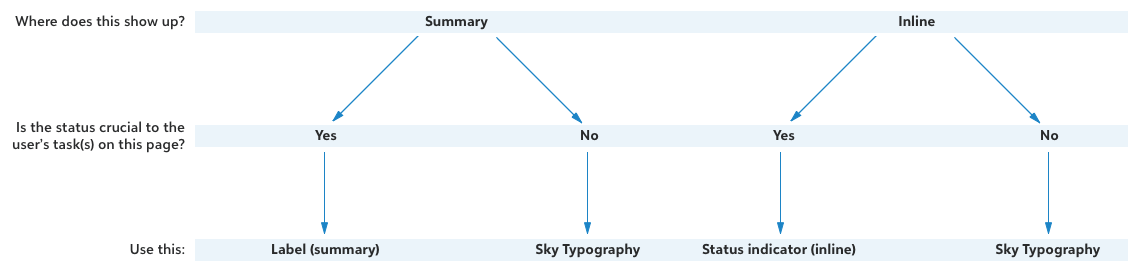 Where does this show up?
Summary
Inline
Is the status crucial to the
user's task(s) on this page?
Yes
No
Yes
No
Use this:
Label (summary)
Sky Typography
Status indicator (inline)
Sky Typography